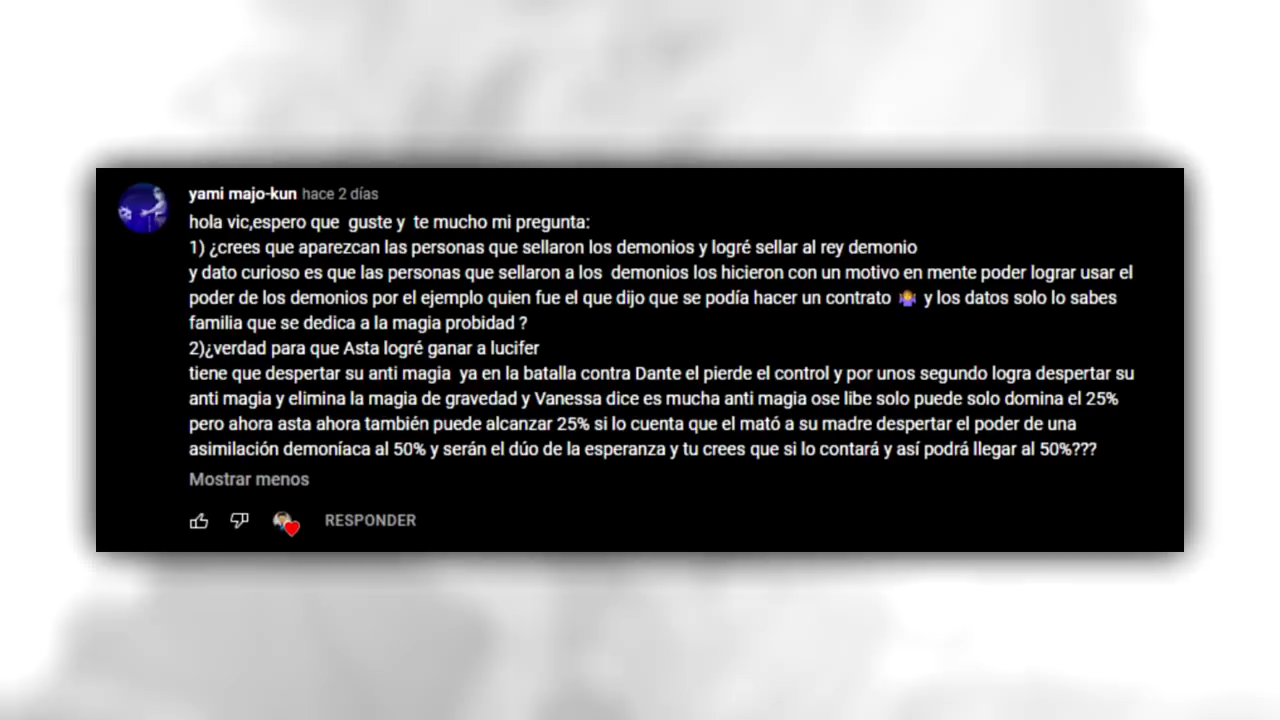 yami majo-kun hace 2 días
hola vic,espero que  guste y  te mucho mi pregunta:
1) ¿crees que aparezcan las personas que sellaron los demonios y logré sellar al rey demonio
y dato curioso es que las personas que sellaron a los  demonios los hicieron con un motivo en mente poder lograr usar el
poder de los demonios por el ejemplo quien fue el que dijo que se podía hacer un contrato 🤷‍♀️ y los datos solo lo sabes
familia que se dedica a la magia probidad ?
2)¿verdad para que Asta logré ganar a lucifer
tiene que despertar su anti magia  ya en la batalla contra Dante el pierde el control y por unos segundo logra despertar su
anti magia y elimina la magia de gravedad y Vanessa dice es mucha anti magia ose libe solo puede solo domina el 25%
pero ahora asta ahora también puede alcanzar 25% si lo cuenta que el mató a su madre despertar el poder de una
asimilación demoníaca al 50% y serán el dúo de la esperanza y tu crees que si lo contará y así podrá llegar al 50%???
Mostrar menos
RESPONDER